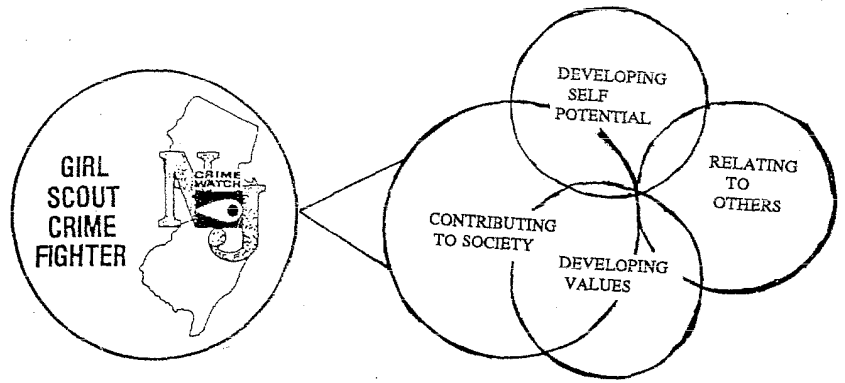 GIRL
SCOUT
CRIME
FIGHTER
NJ
CRIME
WATCH
DEVELOPING
SELF
POTENTIAL
RELATING
TO
OTHERS
CONTRIBUTING
TO SOCIETY
DEVELOPING
VALUES